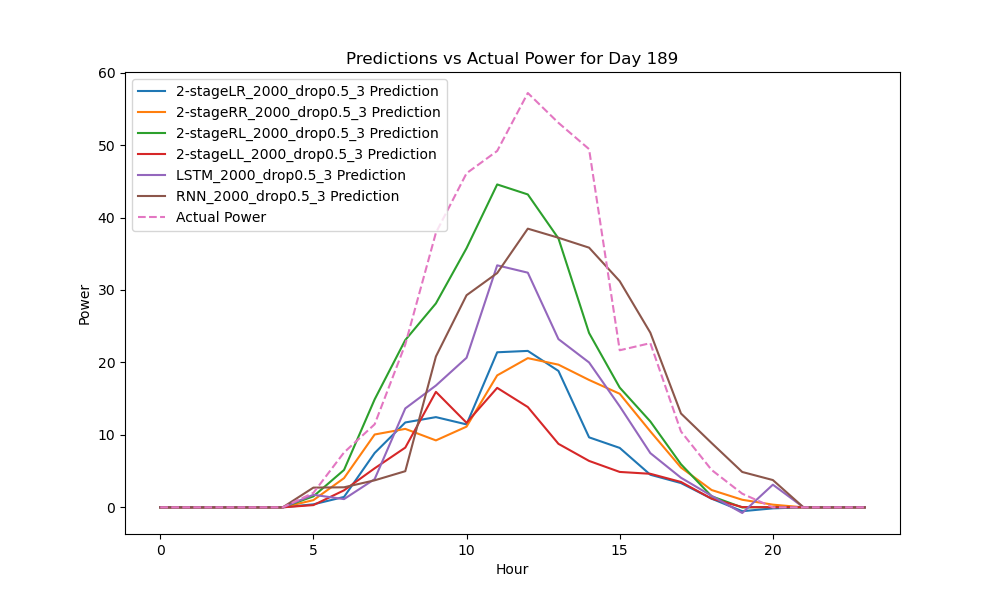 Predictions vs Actual Power for Day 189
60
50
40
30
20
10
0
Power
2-stageLR_2000_drop0.5_3 Prediction
2-stageRR_2000_drop0.5_3 Prediction
2-stageRL_2000_drop0.5_3 Prediction
2-stageLL_2000_drop0.5_3 Prediction
LSTM_2000_drop0.5_3 Prediction
RNN_2000_drop0.5_3 Prediction
Actual Power
0 5 10 15 20
Hour